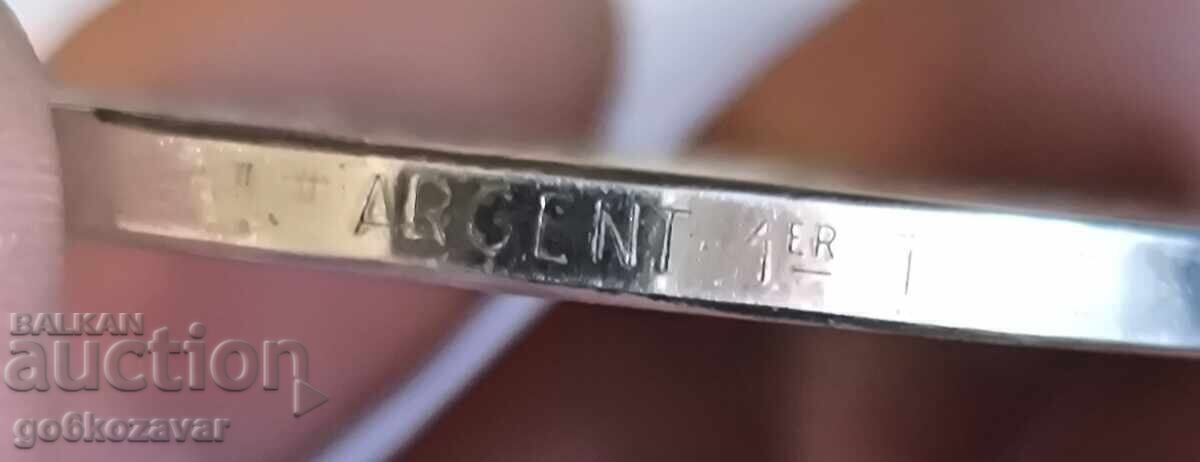 ARGENT 1ER T
BALKAN
auction
go6kozavar